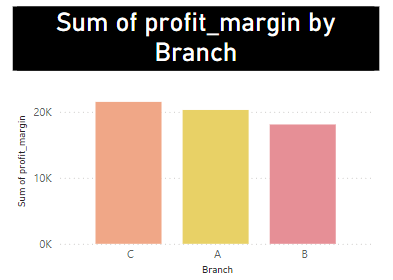 Sum of profit_margin by
Branch
Sum of profit_margin
20K
10K
0K
C A B
Branch